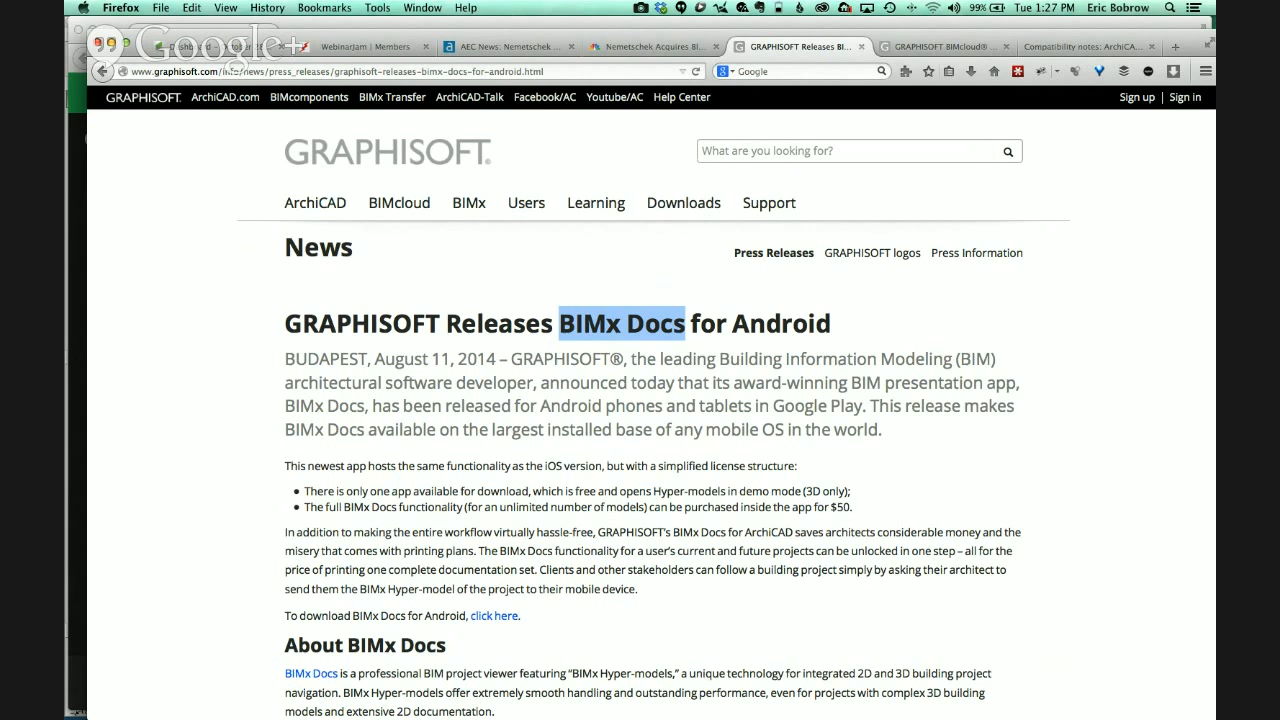 Firefox File Edit View History Bookmarks Tools Window Help 99% Tue 1:27 PM Eric Bobrow
Google+
Dashboard WebinarJam | Members AEC News: Nemetschek Nemetschek Acquires Bl... GRAPHISOFT Releases BI... GRAPHISOFT BIMcloud® ... Compatibility notes: ArchiCA...
www.graphisoft.com/info/news/press_releases/graphisoft-releases-bimx-docs-for-android.html Google
GRAPHISOFT. ArchiCAD.com BIMcomponents BIMx Transfer ArchiCAD-Talk Facebook/AC Youtube/AC Help Center Sign up | Sign in
GRAPHISOFT® What are you looking for?
ArchiCAD BIMcloud BIMx Users Learning Downloads Support
News Press Releases GRAPHISOFT logos Press Information
GRAPHISOFT Releases BIMx Docs for Android
BUDAPEST, August 11, 2014 – GRAPHISOFT®, the leading Building Information Modeling (BIM)
architectural software developer, announced today that its award-winning BIM presentation app,
BIMx Docs, has been released for Android phones and tablets in Google Play. This release makes
BIMx Docs available on the largest installed base of any mobile OS in the world.
This newest app hosts the same functionality as the iOS version, but with a simplified license structure:
• There is only one app available for download, which is free and opens Hyper-models in demo mode (3D only);
• The full BIMx Docs functionality (for an unlimited number of models) can be purchased inside the app for $50.
In addition to making the entire workflow virtually hassle-free, GRAPHISOFT's BIMx Docs for ArchiCAD saves architects considerable money and the
misery that comes with printing plans. The BIMx Docs functionality for a user's current and future projects can be unlocked in one step – all for the
price of printing one complete documentation set. Clients and other stakeholders can follow a building project simply by asking their architect to
send them the BIMx Hyper-model of the project to their mobile device.
To download BIMx Docs for Android, click here.
About BIMx Docs
BIMx Docs is a professional BIM project viewer featuring “BIMx Hyper-models,” a unique technology for integrated 2D and 3D building project
navigation. BIMx Hyper-models offer extremely smooth handling and outstanding performance, even for projects with complex 3D building
models and extensive 2D documentation.